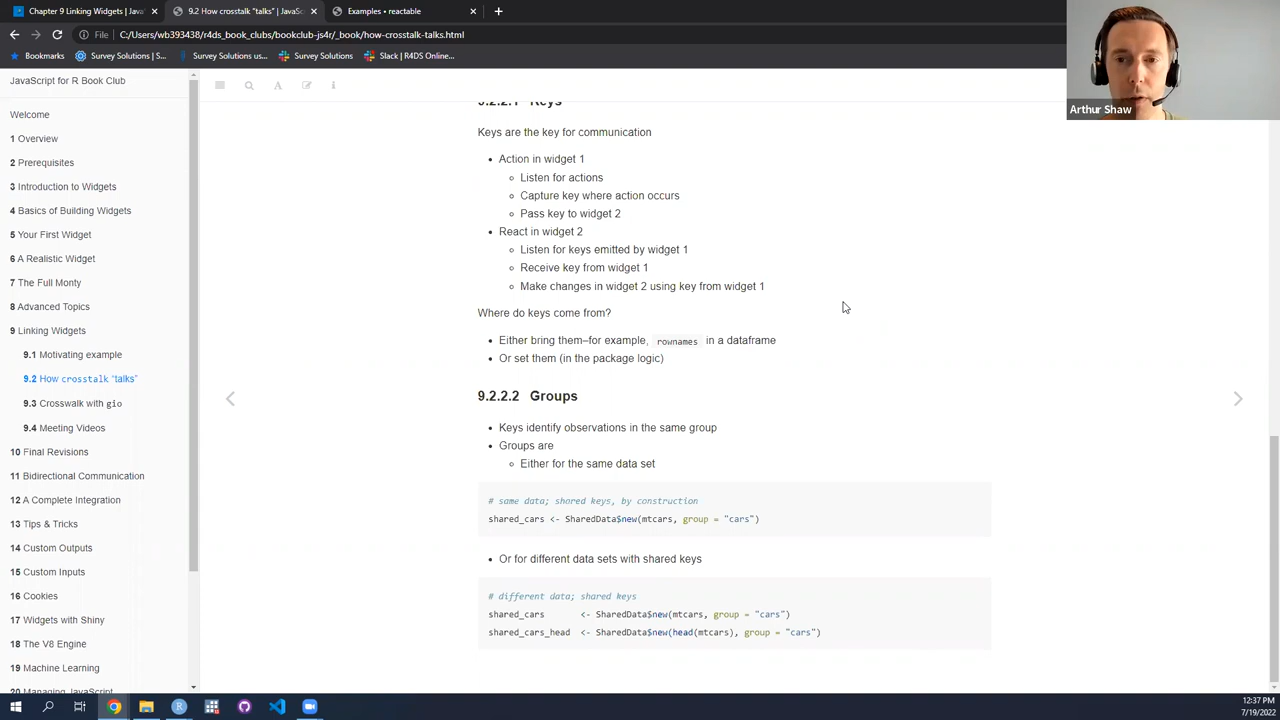 Chapter 9 Linking Widgets | Java
9.2 How crosstalk "talks" | JavaSc
Examples • reactable
File
C:/Users/wb393438/r4ds_book_clubs/bookclub-js4r/_book/how-crosstalk-talks.html
Bookmarks
Survey Solutions | S...
Survey Solutions us...
Survey Solutions
Slack | R4DS Onlin...
Arthur Shaw
JavaScript for R Book Club
Welcome
1 Overview
2 Prerequisites
3 Introduction to Widgets
4 Basics of Building Widgets
5 Your First Widget
6 A Realistic Widget
7 The Full Monty
8 Advanced Topics
9 Linking Widgets
9.1 Motivating example
9.2 How crosstalk "talks"
9.3 Crosswalk with gio
9.4 Meeting Videos
10 Final Revisions
11 Bidirectional Communication
12 A Complete Integration
13 Tips & Tricks
14 Custom Outputs
15 Custom Inputs
16 Cookies
17 Widgets with Shiny
18 The V8 Engine
19 Machine Learning
20 Managing JavaScript
9.2.2.1 Keys
Keys are the key for communication
• Action in widget 1
Listen for actions
Capture key where action occurs
Pass key to widget 2
• React in widget 2
Listen for keys emitted by widget 1
Receive key from widget 1
Make changes in widget 2 using key from widget 1
Where do keys come from?
• Either bring them–for example, rownames in a dataframe
• Or set them (in the package logic)
9.2.2.2 Groups
• Keys identify observations in the same group
• Groups are
Either for the same data set
# same data; shared keys, by construction
shared_cars <- SharedData$new(mtcars, group = "cars")
• Or for different data sets with shared keys
# different data; shared keys
shared_cars <- SharedData$new(mtcars, group = "cars")
shared_cars_head <- SharedData$new(head(mtcars), group = "cars")
12:37 PM
7/19/2022